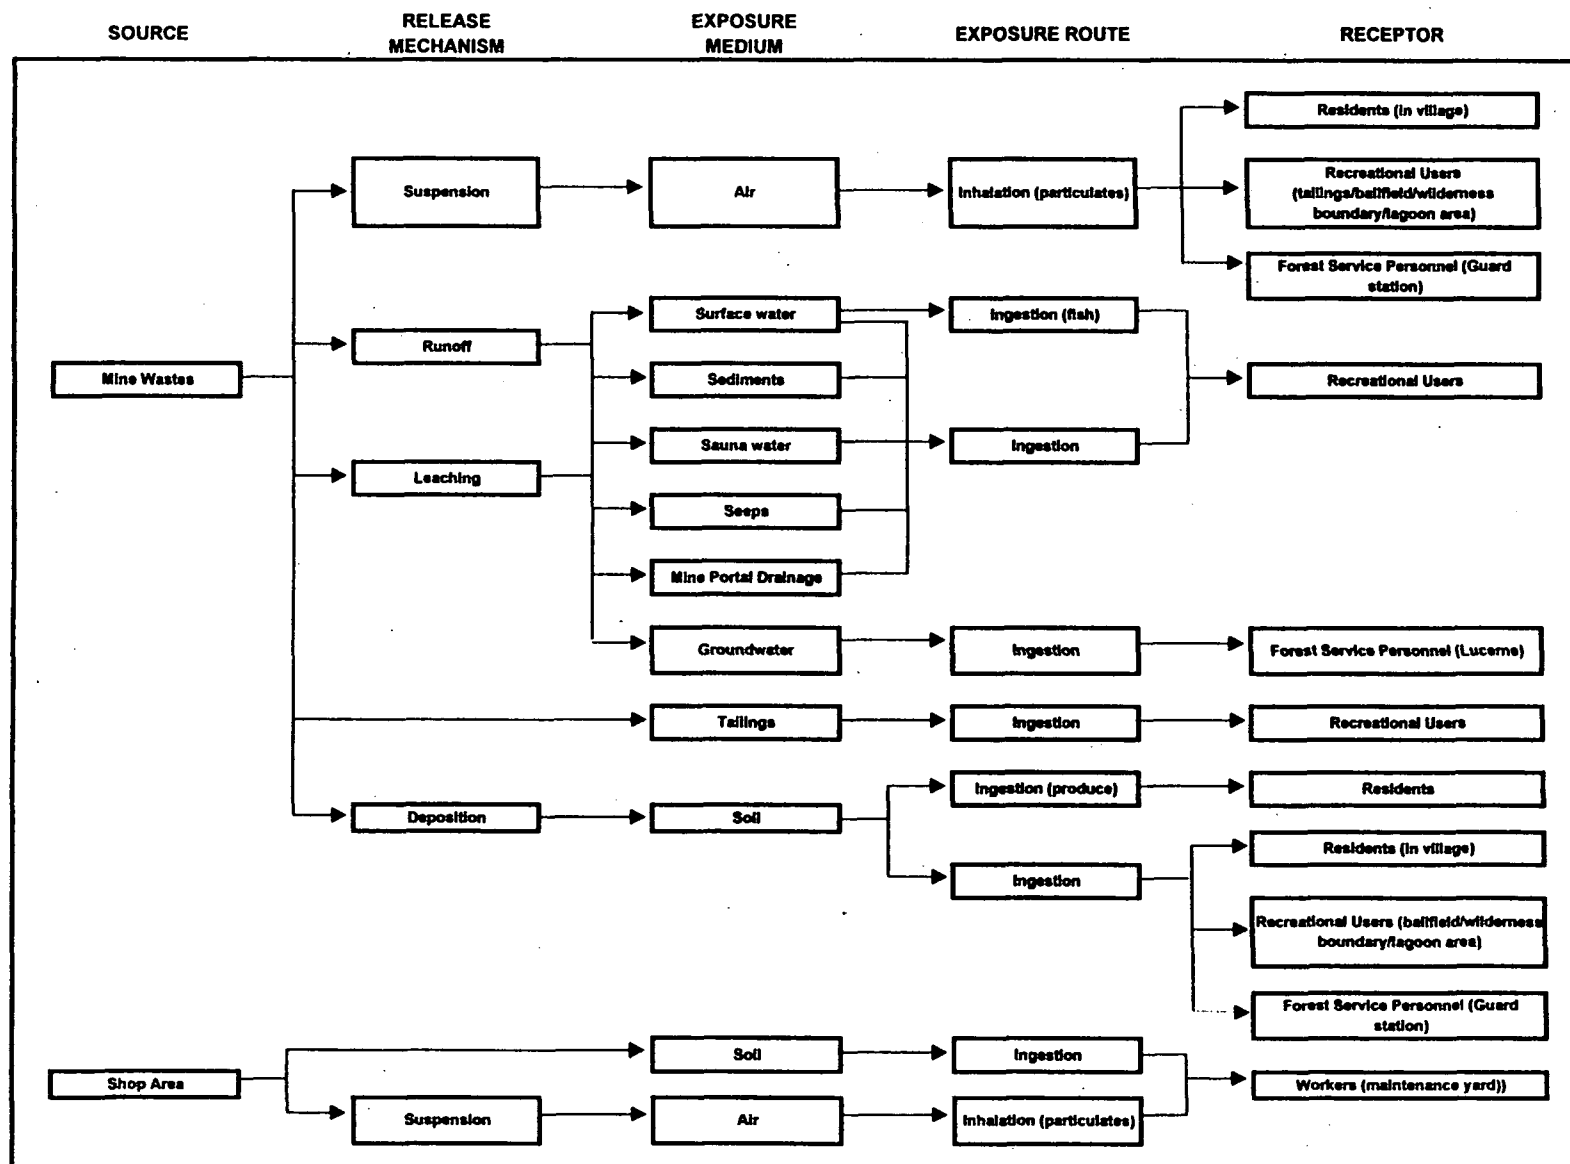 SOURCE
RELEASE
MECHANISM
EXPOSURE
MEDIUM
EXPOSURE ROUTE
RECEPTOR
Residents (in village)
Suspension
Air
Inhalation (particulates)
Recreational Users
(tailings/ballfield/wilderness
boundary/lagoon area)
Forest Service Personnel (Guard
station)
Surface water
Ingestion (fish)
Runoff
Mine Wastes
Sediments
Recreational Users
Sauna water
Ingestion
Leaching
Seeps
Mine Portal Drainage
Groundwater
Ingestion
Forest Service Personnel (Lucerne)
Tailings
Ingestion
Recreational Users
Ingestion (produce)
Residents
Deposition
Soil
Residents (in village)
Ingestion
Recreational Users (ballfield/wilderness
boundary/lagoon area)
Forest Service Personnel (Guard
station)
Soil
Ingestion
Shop Area
Workers (maintenance yard))
Suspension
Air
Inhalation (particulates)